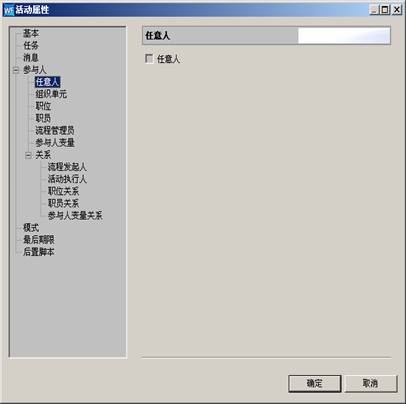 WF 活动属性
基本
任务
消息
参与人
任意人
组织单元
职位
职员
流程管理员
参与人变量
关系
流程发起人
活动执行人
职位关系
职员关系
参与人变量关系
模式
最后期限
后置脚本
任意人
任意人
确定
取消